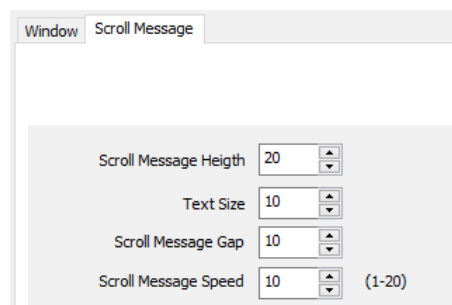 Window Scroll Message
Scroll Message Heigth 20
Text Size 10
Scroll Message Gap 10
Scroll Message Speed 10 (1-20)